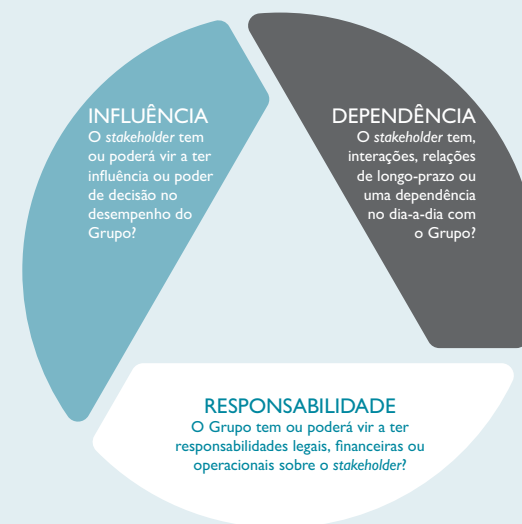 INFLUÊNCIA
O stakeholder tem
ou poderá vir a ter
influência ou poder
de decisão no
desempenho do
Grupo?
DEPENDÊNCIA
O stakeholder tem,
interações, relações
de longo-prazo ou
uma dependência
no dia-a-dia com
o Grupo?
RESPONSABILIDADE
O Grupo tem ou poderá vir a ter
responsabilidades legais, financeiras ou
operacionais sobre o stakeholder?